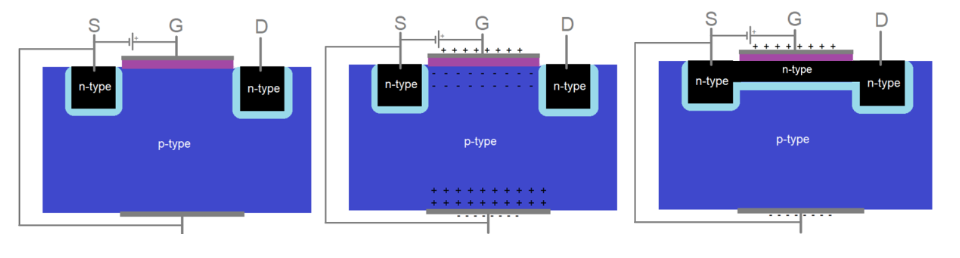 S G D
n-type n-type
p-type
S G D
+
+ + + + + + + +
n-type n-type
- - - - - - - -
- - - - - - - -
p-type
+ + + + + + + + + +
+ + + + + + + + + +
- - - - - - - -
S G D
+
+ + + + + + + +
n-type
n-type n-type
p-type
- - - - - - - -